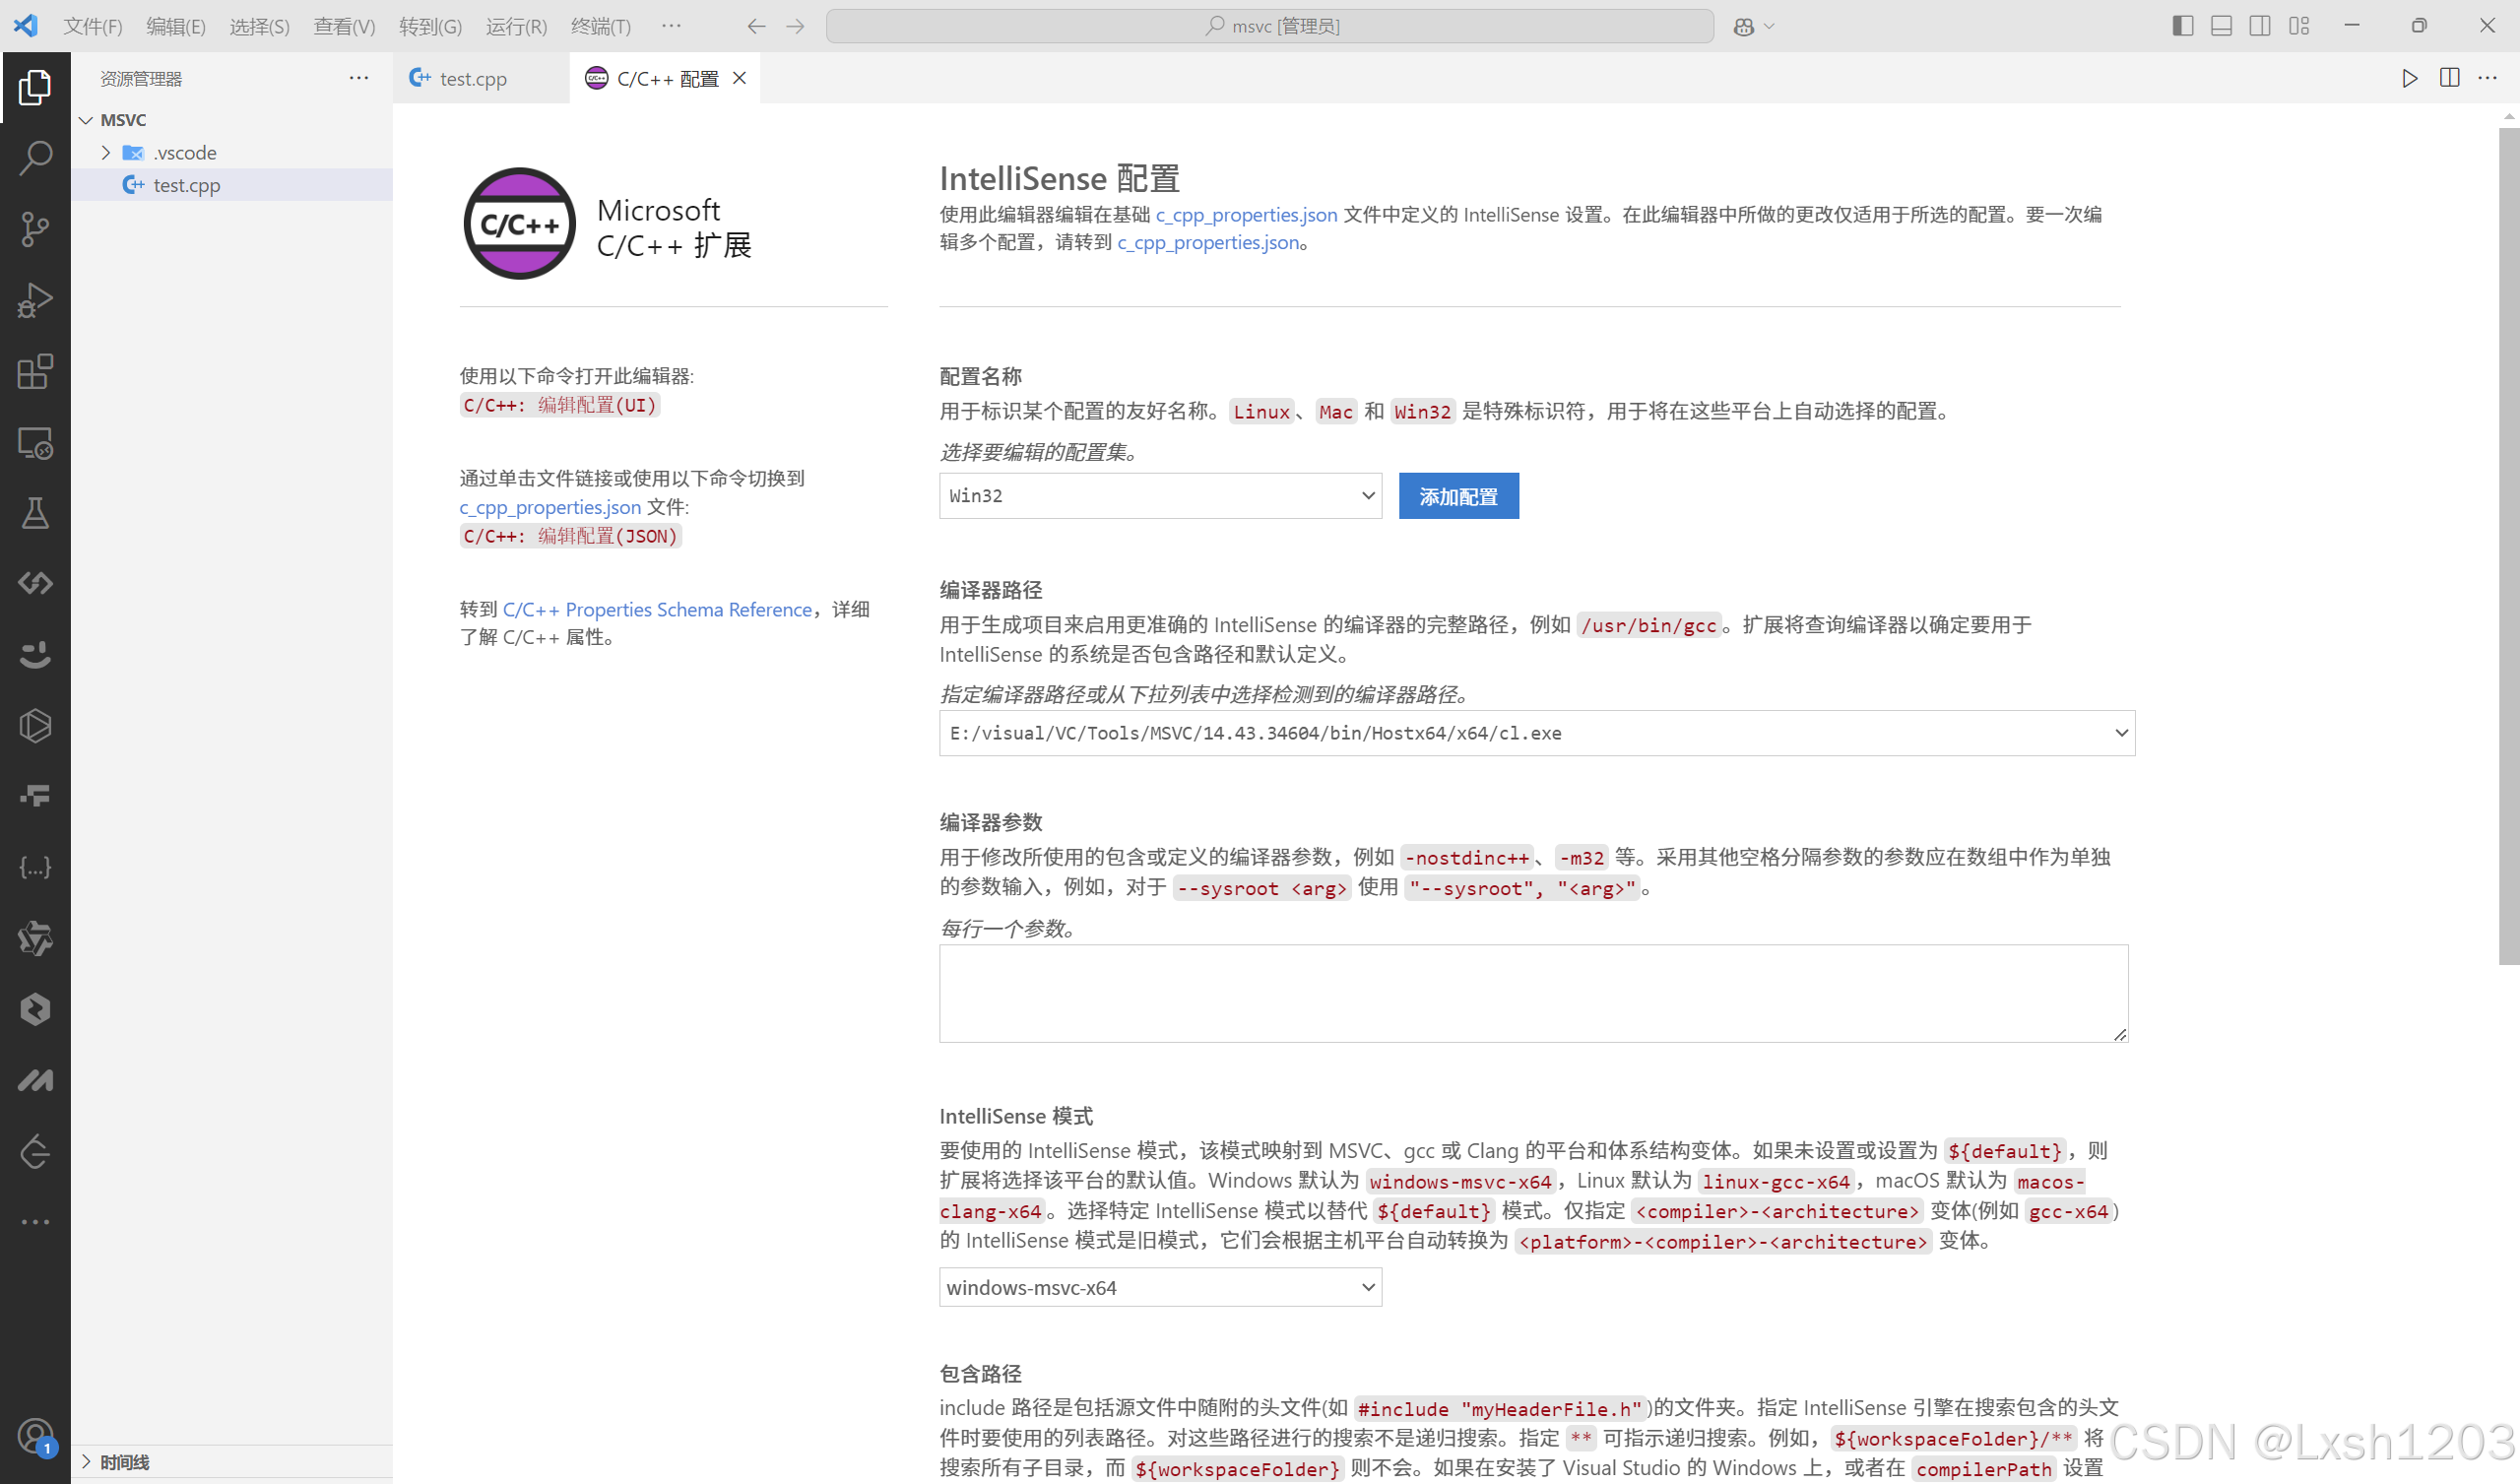 文件(F) 编辑(E) 选择(S) 查看(V) 转到(G) 运行(R) 终端(T) ··· msvc [管理员]
资源管理器
test.cpp
C/C++ 配置
MSVC
.vscode
test.cpp
C/C++
Microsoft
C/C++ 扩展
使用以下命令打开此编辑器:
C/C++: 编辑配置(UI)
通过单击文件链接或使用以下命令切换到
c_cpp_properties.json 文件:
C/C++: 编辑配置(JSON)
转到 C/C++ Properties Schema Reference，详细
了解 C/C++ 属性。
IntelliSense 配置
使用此编辑器编辑在基础 c_cpp_properties.json 文件中定义的 IntelliSense 设置。在此编辑器中所做的更改仅适用于所选的配置。要一次编
辑多个配置，请转到 c_cpp_properties.json。
配置名称
用于标识某个配置的友好名称。Linux、Mac 和 Win32 是特殊标识符，用于将在这些平台上自动选择的配置。
选择要编辑的配置集。
Win32
添加配置
编译器路径
用于生成项目来启用更准确的 IntelliSense 的编译器的完整路径，例如 /usr/bin/gcc。扩展将查询编译器以确定要用于
IntelliSense 的系统是否包含路径和默认定义。
指定编译器路径或从下拉列表中选择检测到的编译器路径。
E:/visual/VC/Tools/MSVC/14.43.34604/bin/Hostx64/x64/cl.exe
编译器参数
用于修改所使用的包含或定义的编译器参数，例如 -nostdinc++、-m32 等。采用其他空格分隔参数的参数应在数组中作为单独
的参数输入，例如，对于 --sysroot <arg> 使用 "--sysroot", "<arg>"。
每行一个参数。
IntelliSense 模式
要使用的 IntelliSense 模式，该模式映射到 MSVC、gcc 或 Clang 的平台和体系结构变体。如果未设置或设置为 ${default}，则
扩展将选择该平台的默认值。Windows 默认为 windows-msvc-x64，Linux 默认为 linux-gcc-x64，macOS 默认为 macos-
clang-x64。选择特定 IntelliSense 模式以替代 ${default} 模式。仅指定 <compiler>-<architecture> 变体(例如 gcc-x64)
的 IntelliSense 模式是旧模式，它们会根据主机平台自动转换为 <platform>-<compiler>-<architecture> 变体。
windows-msvc-x64
包含路径
include 路径是包括源文件中随附的头文件(如 #include "myHeaderFile.h")的文件夹。指定 IntelliSense 引擎在搜索包含的头文
件时要使用的列表路径。对这些路径进行的搜索不是递归搜索。指定 ** 可指示递归搜索。例如，${workspaceFolder}/** 将
搜索所有子目录，而 ${workspaceFolder} 则不会。如果在安装了 Visual Studio 的 Windows 上，或者在 compilerPath 设置
1
时间线
CSDN @Lxsh1203